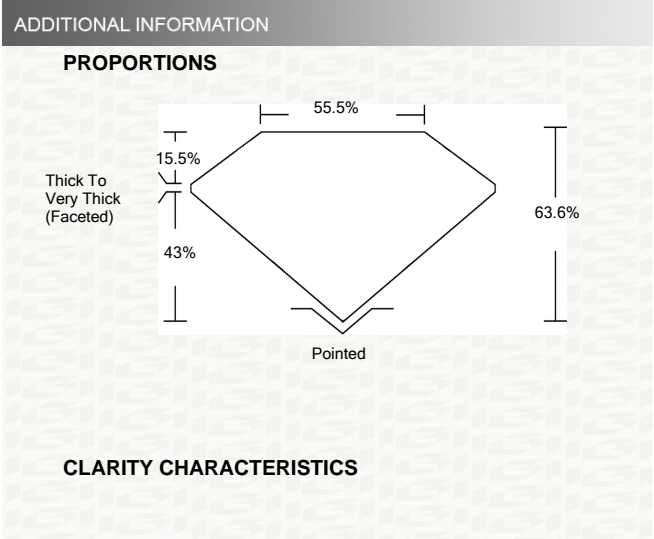 ADDITIONAL INFORMATION
PROPORTIONS
55.5%
15.5%
Thick To
Very Thick
(Faceted)
63.6%
43%
Pointed
CLARITY CHARACTERISTICS